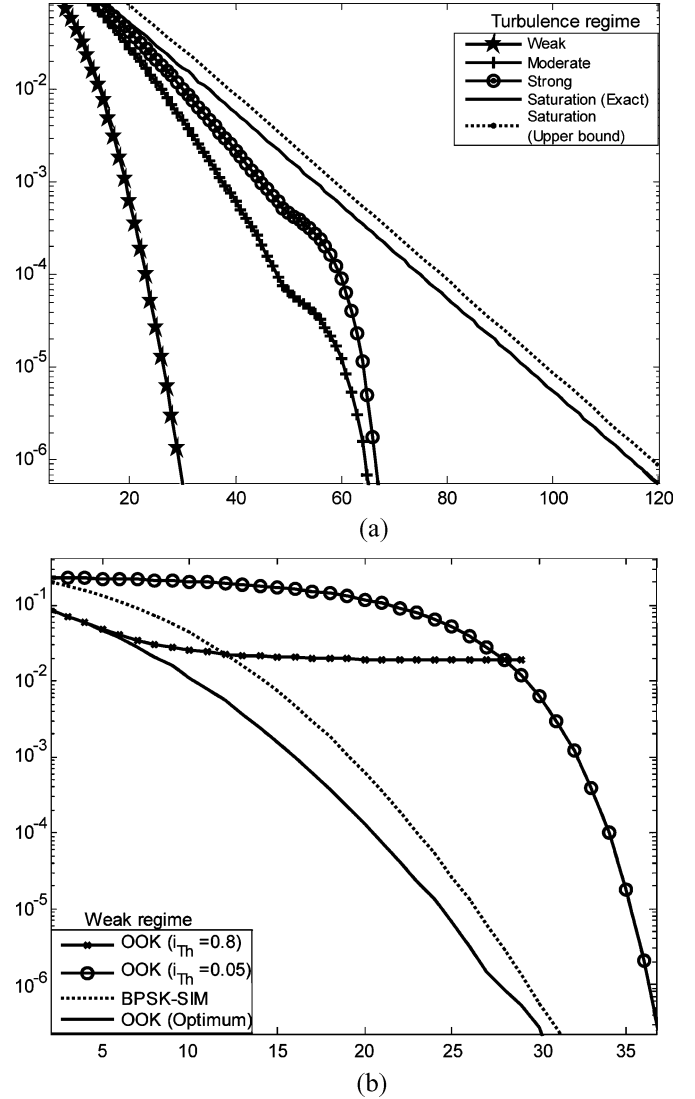 Turbulence regime
Weak
Moderate
Strong
Saturation (Exact)
Saturation
(Upper bound)
10^-2
10^-3
10^-4
10^-5
10^-6
20 40 60 80 100 120
(a)
10^-1
10^-2
10^-3
10^-4
10^-5
10^-6
Weak regime
OOK (i_Th =0.8)
OOK (i_Th =0.05)
BPSK-SIM
OOK (Optimum)
5 10 15 20 25 30 35
(b)